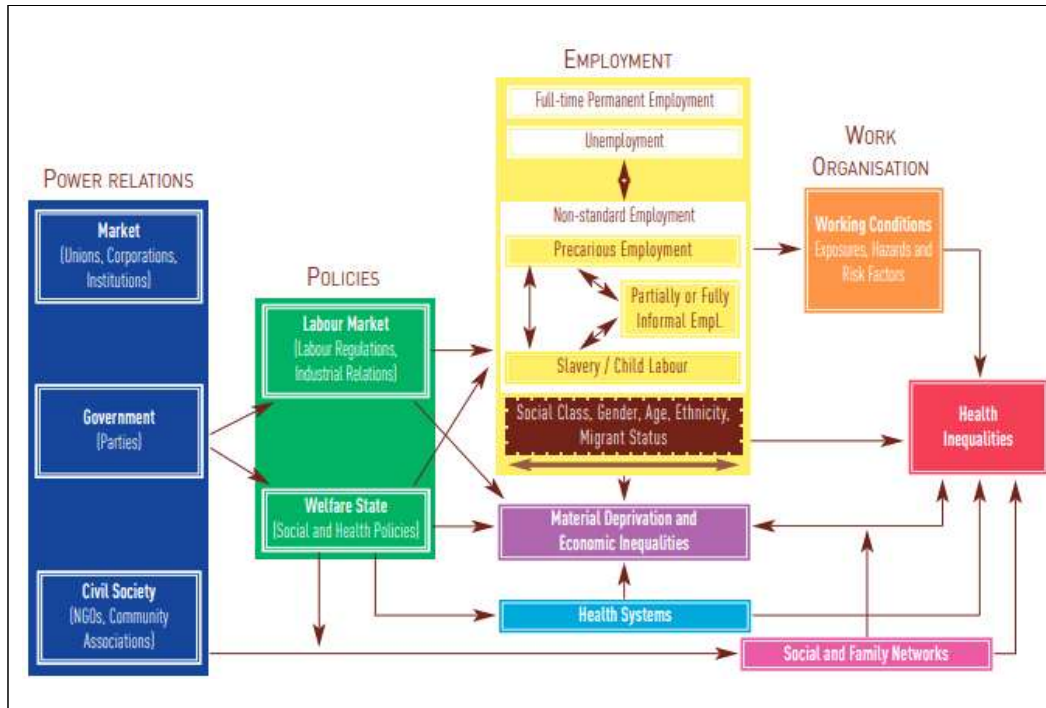 POWER RELATIONS
Market
(Unions, Corporations,
Institutions)
Government
(Parties)
Civil Society
(NGOs, Community
Associations)
POLICIES
Labour Market
(Labour Regulations,
Industrial Relations)
Welfare State
(Social and Health Policies)
EMPLOYMENT
Full-time Permanent Employment
Unemployment
Non-standard Employment
Precarious Employment
Partially or Fully
Informal Empl.
Slavery / Child Labour
Social Class, Gender, Age, Ethnicity,
Migrant Status
Material Deprivation and
Economic Inequalities
Health Systems
Social and Family Networks
WORK
ORGANISATION
Working Conditions
Exposures, Hazards and
Risk Factors
Health
Inequalities